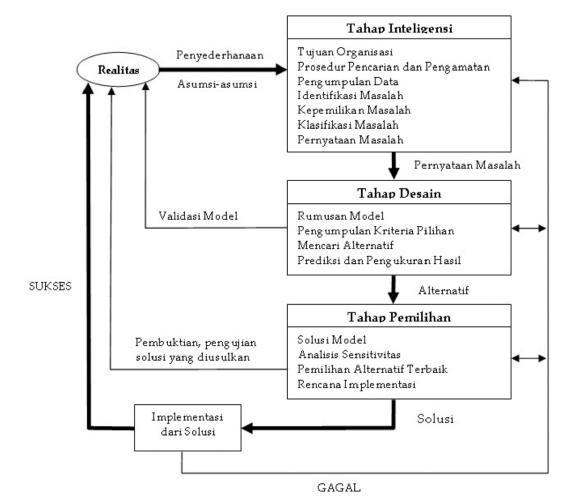 Tahap Inteligensi
Penyederhanaan
Realitas
Asumsi-asumsi
Tujuan Organisasi
Prosedur Pencarian dan Pengamatan
Pengumpulan Data
Identifikasi Masalah
Kepemilikan Masalah
Klasifikasi Masalah
Pernyataan Masalah
Pernyataan Masalah
Tahap Desain
Validasi Model
Rumusan Model
Pengumpulan Kriteria Pilihan
Mencari Alternatif
Prediksi dan Pengukuran Hasil
SUKSES
Alternatif
Tahap Pemilihan
Pembuktian, pengujian
solusi yang diusulkan
Solusi Model
Analisis Sensitivitas
Pemilihan Alternatif Terbaik
Rencana Implementasi
Implementasi
dari Solusi
Solusi
GAGAL